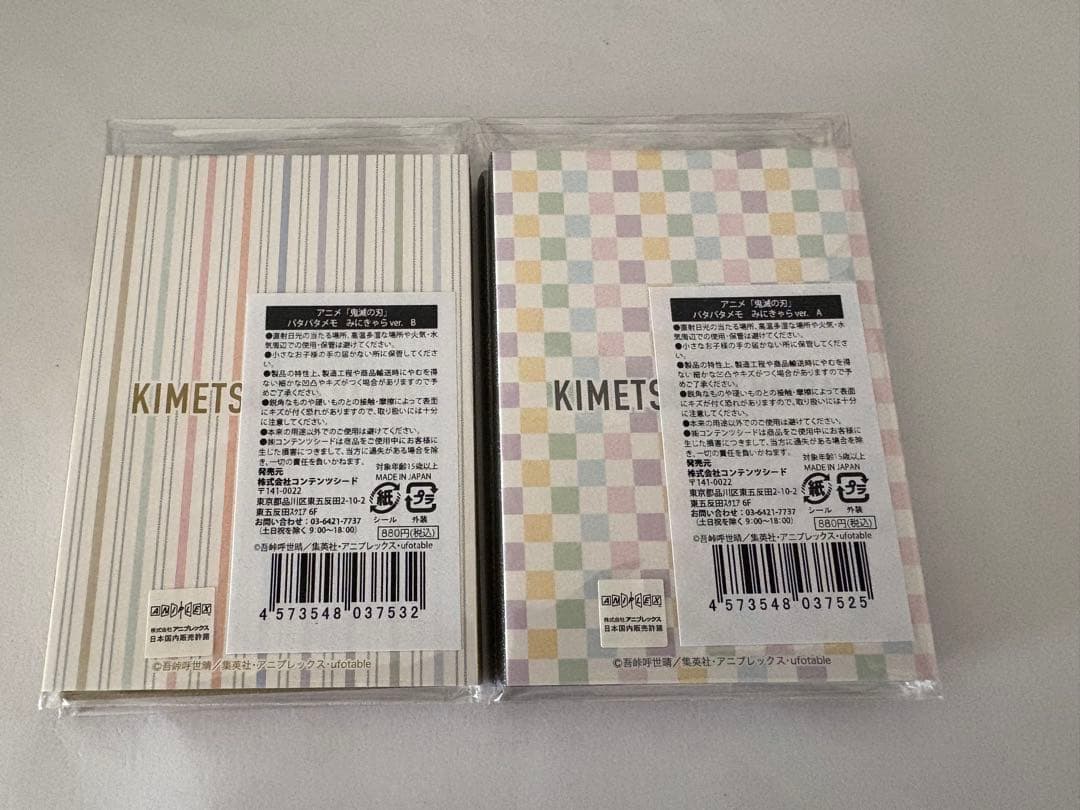 KIMETS
アニメ「鬼滅の刃」
パタパタメモ みにきゃら ver. B
●直射日光の当たる場所、高温多湿な場所や火気・水
気周辺での使用・保管は避けてください。
●小さなお子様の手の届かない所に保管してくださ
い。
●製品の特性上、製造工程や商品輸送時にやむを得
ない細かな凹凸やキズがつく場合がありますので予
めご了承ください。
●鋭角なものや硬いものとの接触・摩擦によって表面
にキズが付く恐れがありますので、取り扱いには十分
に注意してください。
●本来の用途以外でのご使用は避けてください。
●㈱コンテンツシードは商品をご使用中にお客様に
生じた損害につきまして、当方に過失がある場合を除
き、一切の責任を負いかねます。
発売元
株式会社コンテンツシード
〒141-0022
東京都品川区東五反田2-10-2
東五反田スクエア 6F
お問い合わせ：03-6421-7737
（土日祝を除く 9:00〜18:00）
対象年齢15歳以上
MADE IN JAPAN
紙
プラ
シール
外装
880円(税込)
©吾峠呼世晴／集英社・アニプレックス・ufotable
4 573548 037532
ANIPLEX
株式会社 アニプレックス
日本国内販売許諾
©吾峠呼世晴／集英社・アニプレックス・ufotable
KIMETS
アニメ「鬼滅の刃」
パタパタメモ みにきゃら ver. A
●直射日光の当たる場所、高温多湿な場所や火気・水
気周辺での使用・保管は避けてください。
●小さなお子様の手の届かない所に保管してくださ
い。
●製品の特性上、製造工程や商品輸送時にやむを得
ない細かな凹凸やキズがつく場合がありますので予
めご了承ください。
●鋭角なものや硬いものとの接触・摩擦によって表面
にキズが付く恐れがありますので、取り扱いには十分
に注意してください。
●本来の用途以外でのご使用は避けてください。
●㈱コンテンツシードは商品をご使用中にお客様に
生じた損害につきまして、当方に過失がある場合を除
き、一切の責任を負いかねます。
発売元
株式会社コンテンツシード
〒141-0022
東京都品川区東五反田2-10-2
東五反田スクエア 6F
お問い合わせ：03-6421-7737
（土日祝を除く 9:00〜18:00）
対象年齢15歳以上
MADE IN JAPAN
紙
プラ
シール
外装
880円(税込)
©吾峠呼世晴／集英社・アニプレックス・ufotable
4 573548 037525
ANIPLEX
株式会社 アニプレックス
日本国内販売許諾
©吾峠呼世晴／集英社・アニプレックス・ufotable